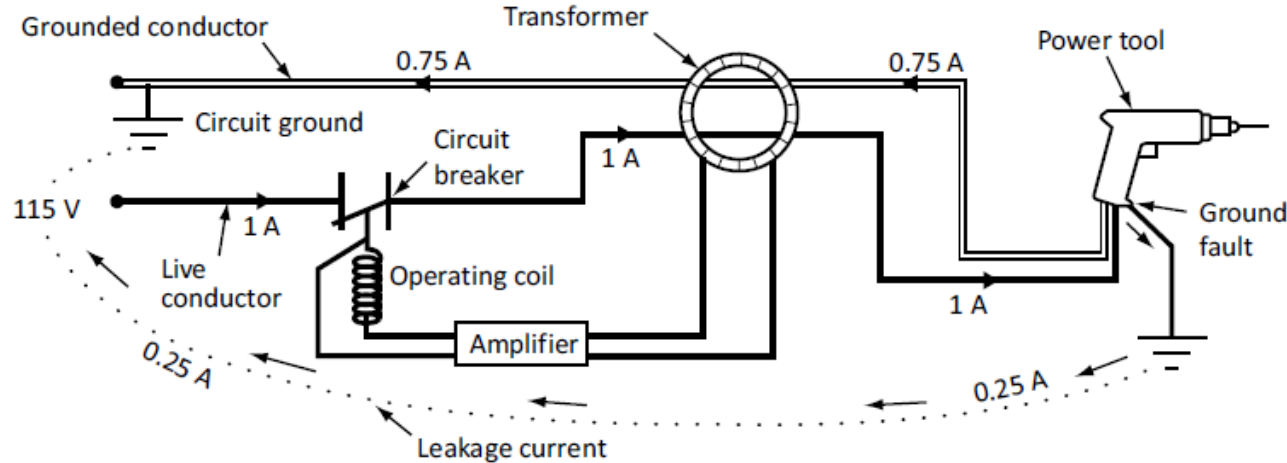 Transformer
Grounded conductor
Power tool
0.75 A
0.75 A
Circuit ground
Circuit
breaker
1 A
115 V
1 A
Ground
fault
Live
conductor
Operating coil
1 A
Amplifier
0.25 A
0.25 A
Leakage current